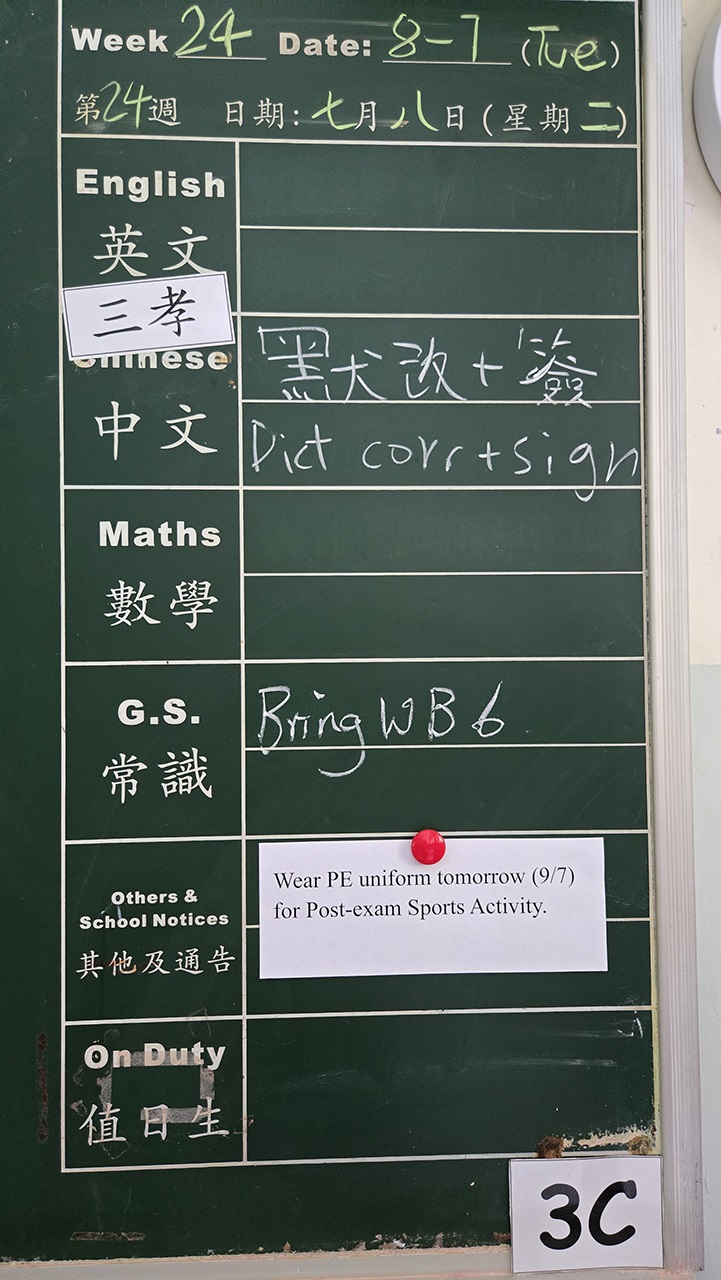 Week 24 Date: 8-7 (Tue)
第24週 日期:七月八日(星期二)
English
英文
三孝
Chinese
中文
默改+簽
Dict corr+sign
Maths
數學
G.S.
常識
Bring WB 6
Others &
School Notices
其他及通告
Wear PE uniform tomorrow (9/7)
for Post-exam Sports Activity.
On Duty
值日生
3C